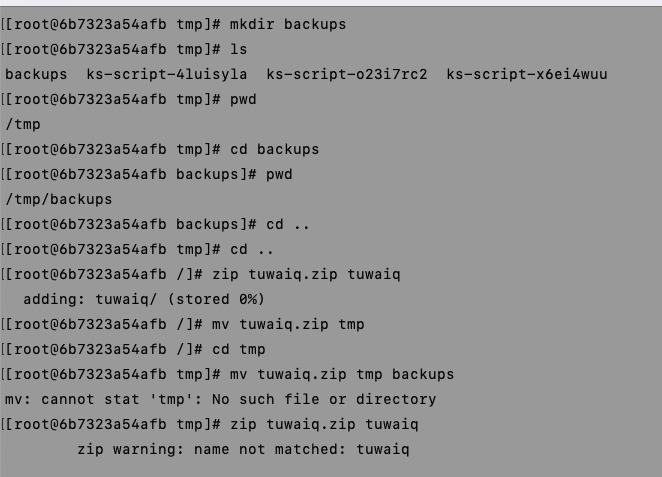 [[root@6b7323a54afb tmp]# mkdir backups
[[root@6b7323a54afb tmp]# ls
backups  ks-script-4luisyla  ks-script-o23i7rc2  ks-script-x6ei4wuu
[[root@6b7323a54afb tmp]# pwd
/tmp
[[root@6b7323a54afb tmp]# cd backups
[[root@6b7323a54afb backups]# pwd
/tmp/backups
[[root@6b7323a54afb backups]# cd ..
[[root@6b7323a54afb tmp]# cd ..
[[root@6b7323a54afb /]# zip tuwaiq.zip tuwaiq
  adding: tuwaiq/ (stored 0%)
[[root@6b7323a54afb /]# mv tuwaiq.zip tmp
[[root@6b7323a54afb /]# cd tmp
[[root@6b7323a54afb tmp]# mv tuwaiq.zip tmp backups
mv: cannot stat 'tmp': No such file or directory
[[root@6b7323a54afb tmp]# zip tuwaiq.zip tuwaiq
        zip warning: name not matched: tuwaiq